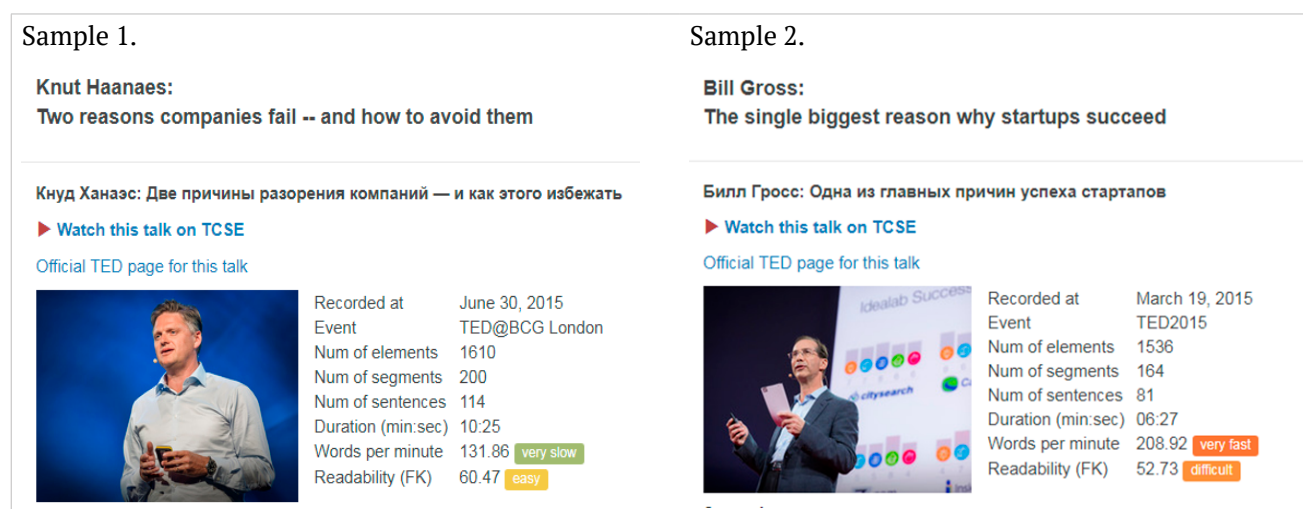 Sample 1.
Knut Haanaes:
Two reasons companies fail -- and how to avoid them
Кнуд Ханаэс: Две причины разорения компаний — и как этого избежать
Watch this talk on TCSE
Official TED page for this talk
Recorded at June 30, 2015
Event TED@BCG London
Num of elements 1610
Num of segments 200
Num of sentences 114
Duration (min:sec) 10:25
Words per minute 131.86 very slow
Readability (FK) 60.47 easy
Sample 2.
Bill Gross:
The single biggest reason why startups succeed
Билл Гросс: Одна из главных причин успеха стартапов
Watch this talk on TCSE
Official TED page for this talk
Idealab Success
citysearch
Recorded at March 19, 2015
Event TED2015
Num of elements 1536
Num of segments 164
Num of sentences 81
Duration (min:sec) 06:27
Words per minute 208.92 very fast
Readability (FK) 52.73 difficult